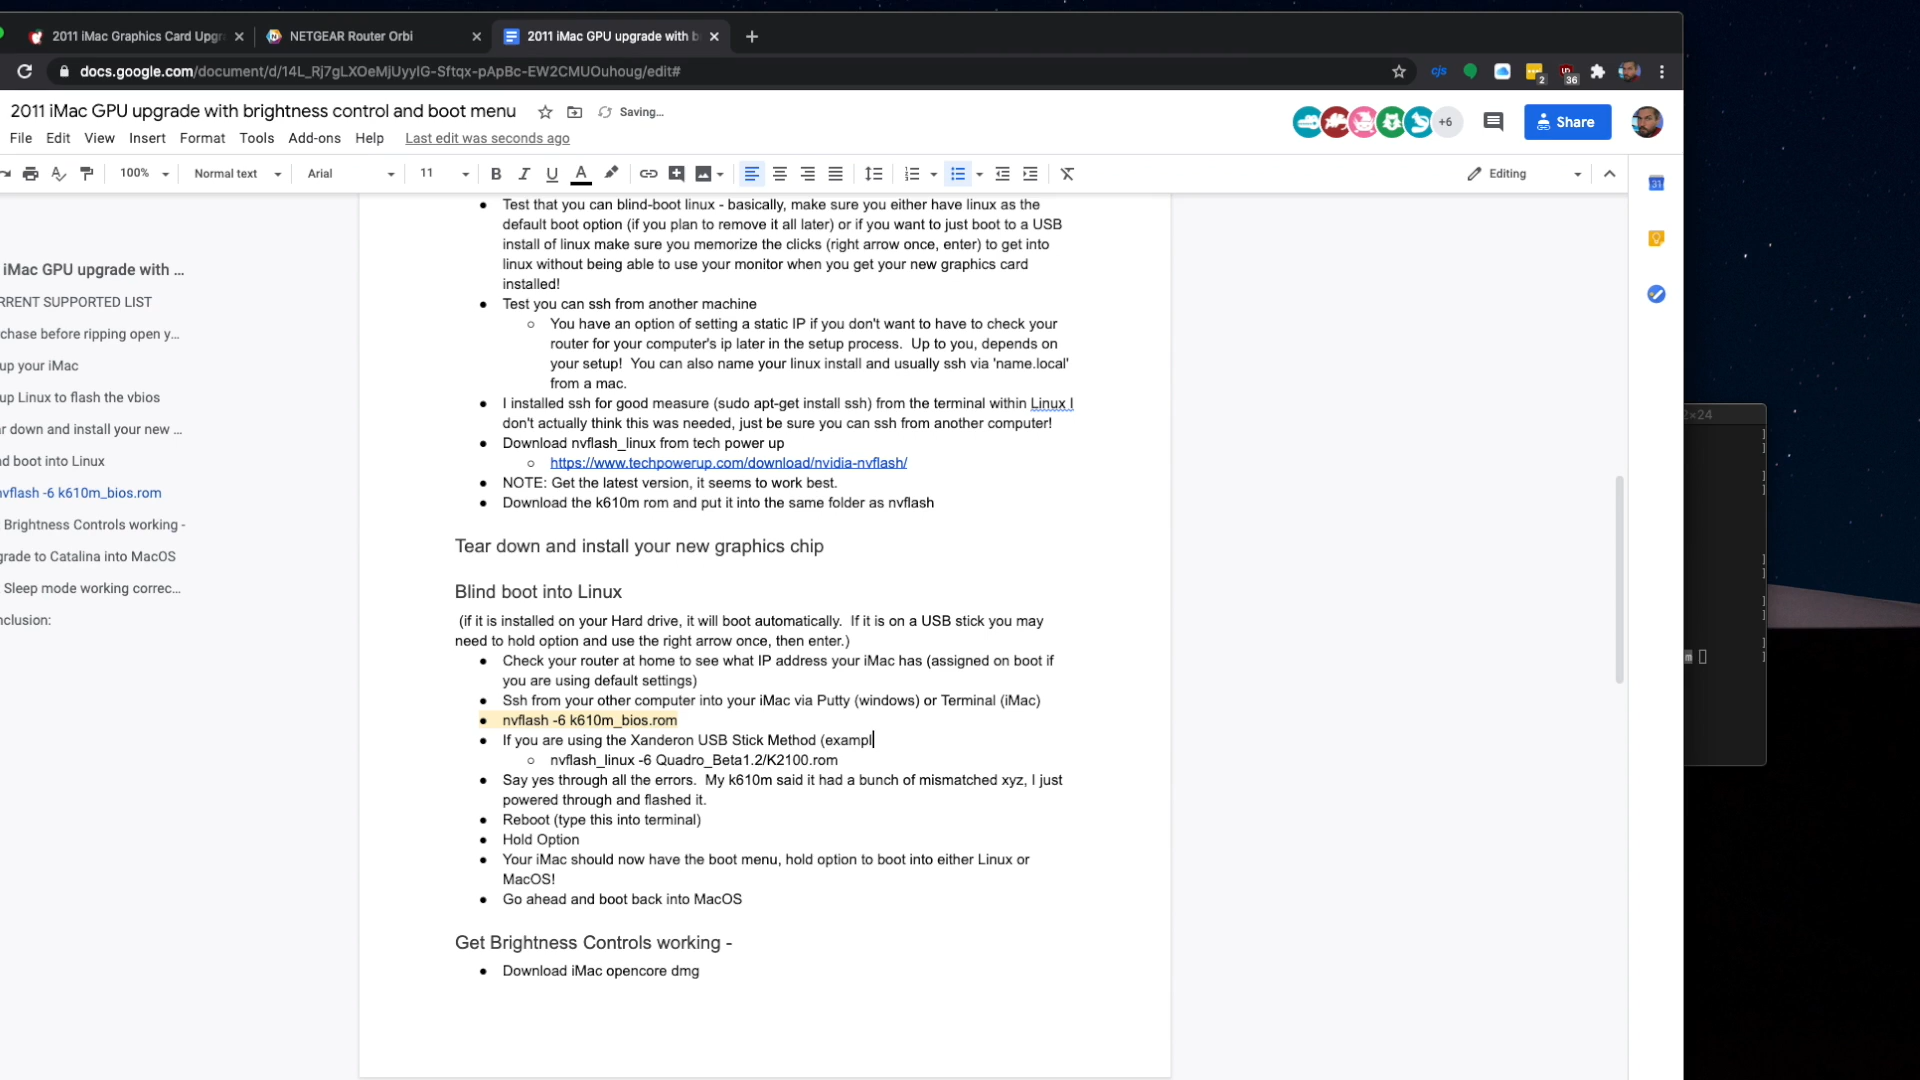 2011 iMac Graphics Card Upgr
NETGEAR Router Orbi
2011 iMac GPU upgrade with b
docs.google.com/document/d/14L_Rj7gLXOeMjUyyIG-Sftqx-pApBc-EW2CMUOuhoug/edit#
cjs
2
36
2011 iMac GPU upgrade with brightness control and boot menu
Saving...
File Edit View Insert Format Tools Add-ons Help Last edit was seconds ago
+6
Share
100% Normal text Arial 11 B I U A Editing
31
iMac GPU upgrade with ...
RRENT SUPPORTED LIST
chase before ripping open y...
up your iMac
up Linux to flash the vbios
ar down and install your new ...
nd boot into Linux
nvflash -6 k610m_bios.rom
Brightness Controls working -
grade to Catalina into MacOS
Sleep mode working correc...
nclusion:
● Test that you can blind-boot linux - basically, make sure you either have linux as the
default boot option (if you plan to remove it all later) or if you want to just boot to a USB
install of linux make sure you memorize the clicks (right arrow once, enter) to get into
linux without being able to use your monitor when you get your new graphics card
installed!
● Test you can ssh from another machine
○ You have an option of setting a static IP if you don't want to have to check your
router for your computer's ip later in the setup process. Up to you, depends on
your setup! You can also name your linux install and usually ssh via 'name.local'
from a mac.
● I installed ssh for good measure (sudo apt-get install ssh) from the terminal within Linux I
don't actually think this was needed, just be sure you can ssh from another computer!
● Download nvflash_linux from tech power up
○ https://www.techpowerup.com/download/nvidia-nvflash/
● NOTE: Get the latest version, it seems to work best.
● Download the k610m rom and put it into the same folder as nvflash
Tear down and install your new graphics chip
Blind boot into Linux
(if it is installed on your Hard drive, it will boot automatically. If it is on a USB stick you may
need to hold option and use the right arrow once, then enter.)
● Check your router at home to see what IP address your iMac has (assigned on boot if
you are using default settings)
● Ssh from your other computer into your iMac via Putty (windows) or Terminal (iMac)
● nvflash -6 k610m_bios.rom
● If you are using the Xanderon USB Stick Method (exampl
○ nvflash_linux -6 Quadro_Beta1.2/K2100.rom
● Say yes through all the errors. My k610m said it had a bunch of mismatched xyz, I just
powered through and flashed it.
● Reboot (type this into terminal)
● Hold Option
● Your iMac should now have the boot menu, hold option to boot into either Linux or
MacOS!
● Go ahead and boot back into MacOS
Get Brightness Controls working -
● Download iMac opencore dmg
2×24
m